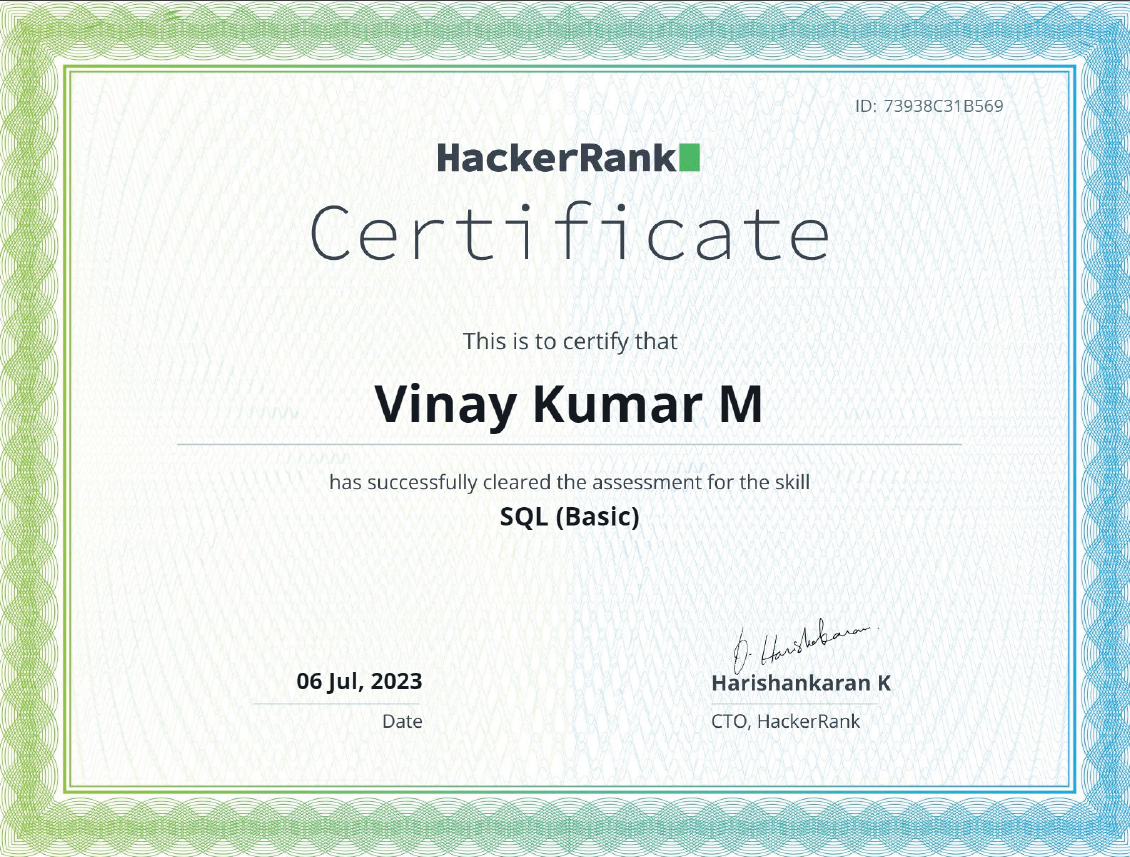 ID: 73938C31B569
HackerRank
Certificate
This is to certify that
Vinay Kumar M
has successfully cleared the assessment for the skill
SQL (Basic)
06 Jul, 2023
Date
Harishankaran K
CTO, HackerRank